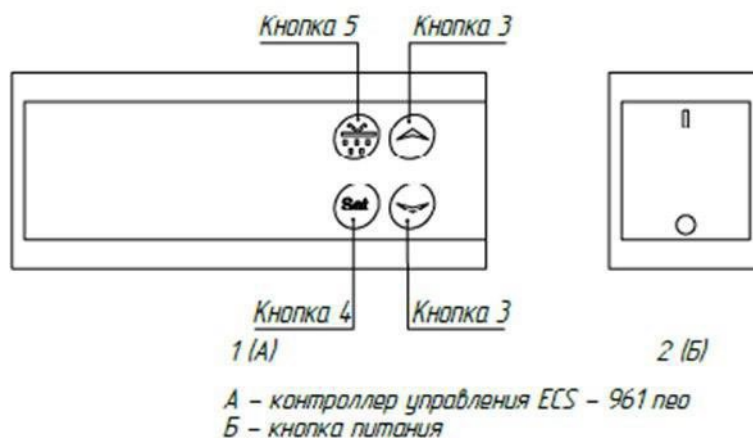 Кнопка 5 Кнопка 3
Set
Кнопка 4 Кнопка 3
1 (А) 2 (Б)
А – контроллер управления ECS – 961 neo
Б – кнопка питания